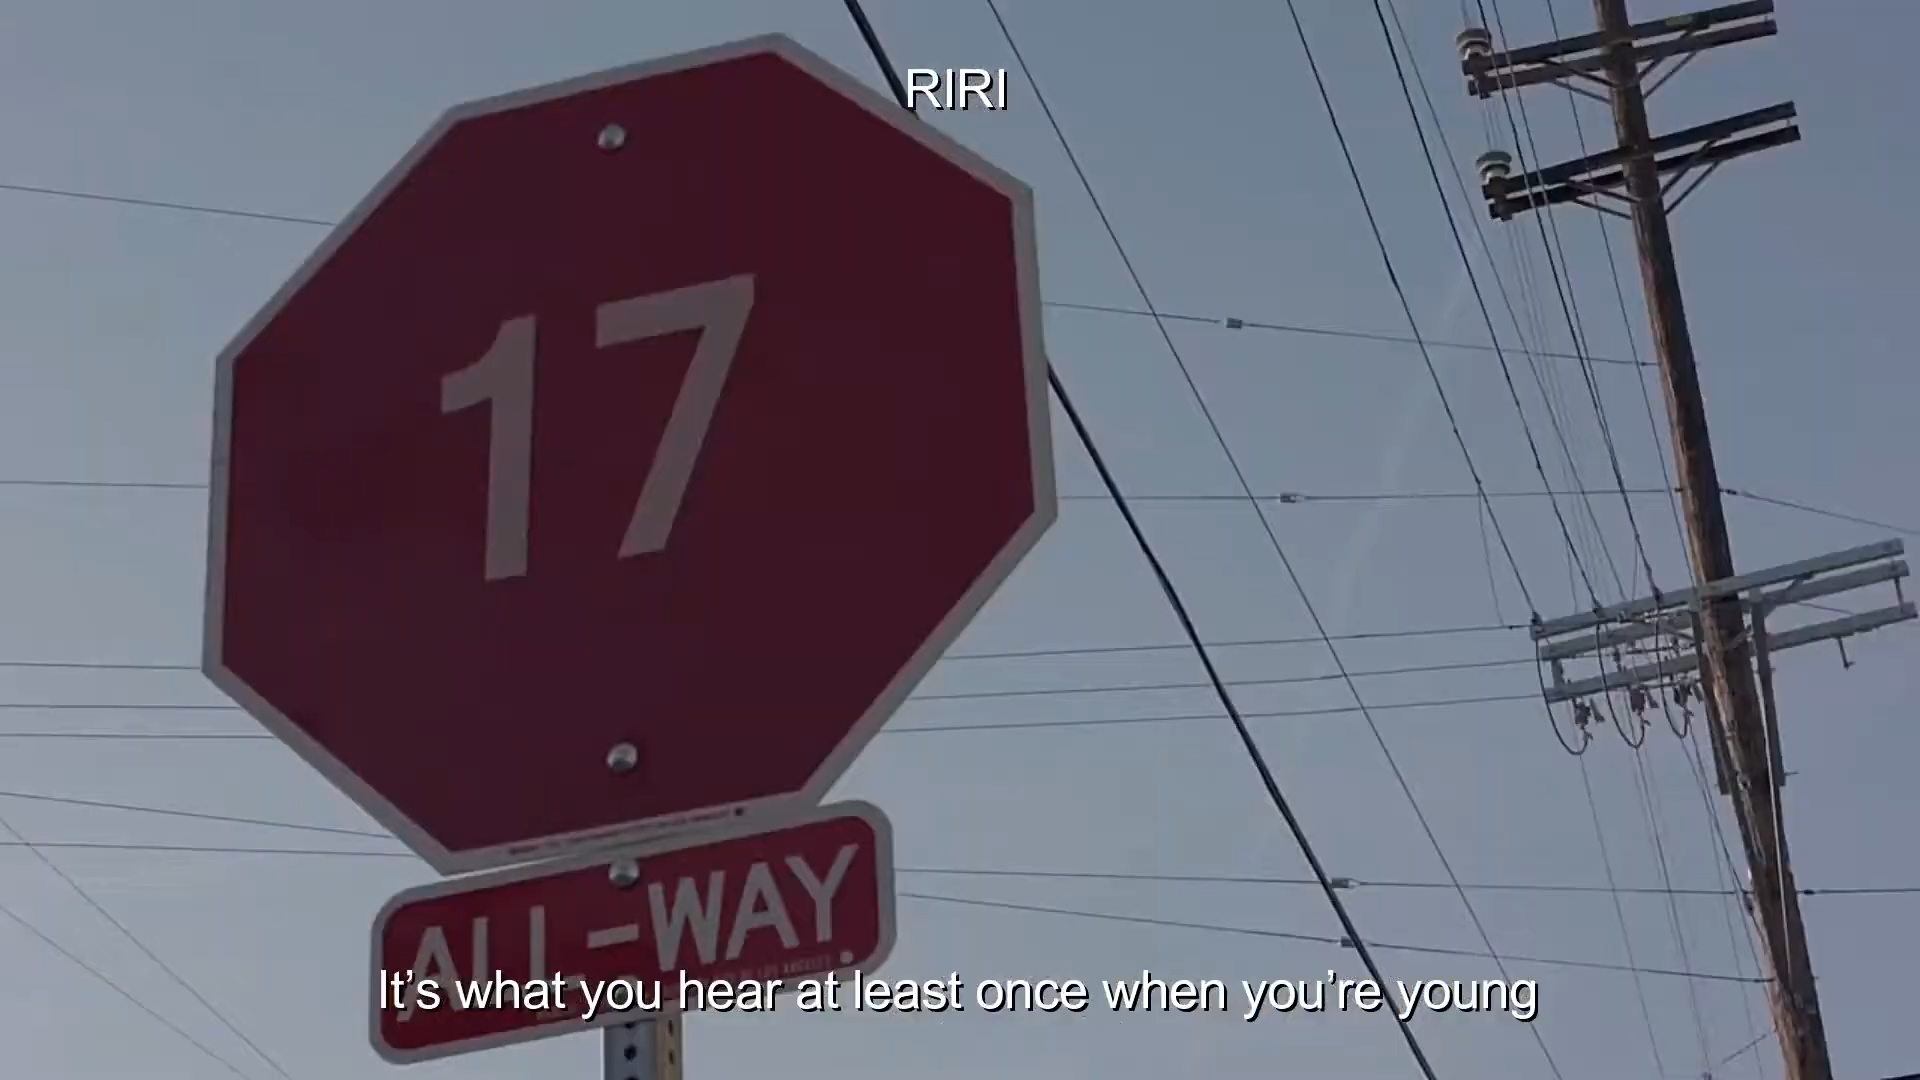 RIRI
17
ALL-WAY
It’s what you hear at least once when you’re young